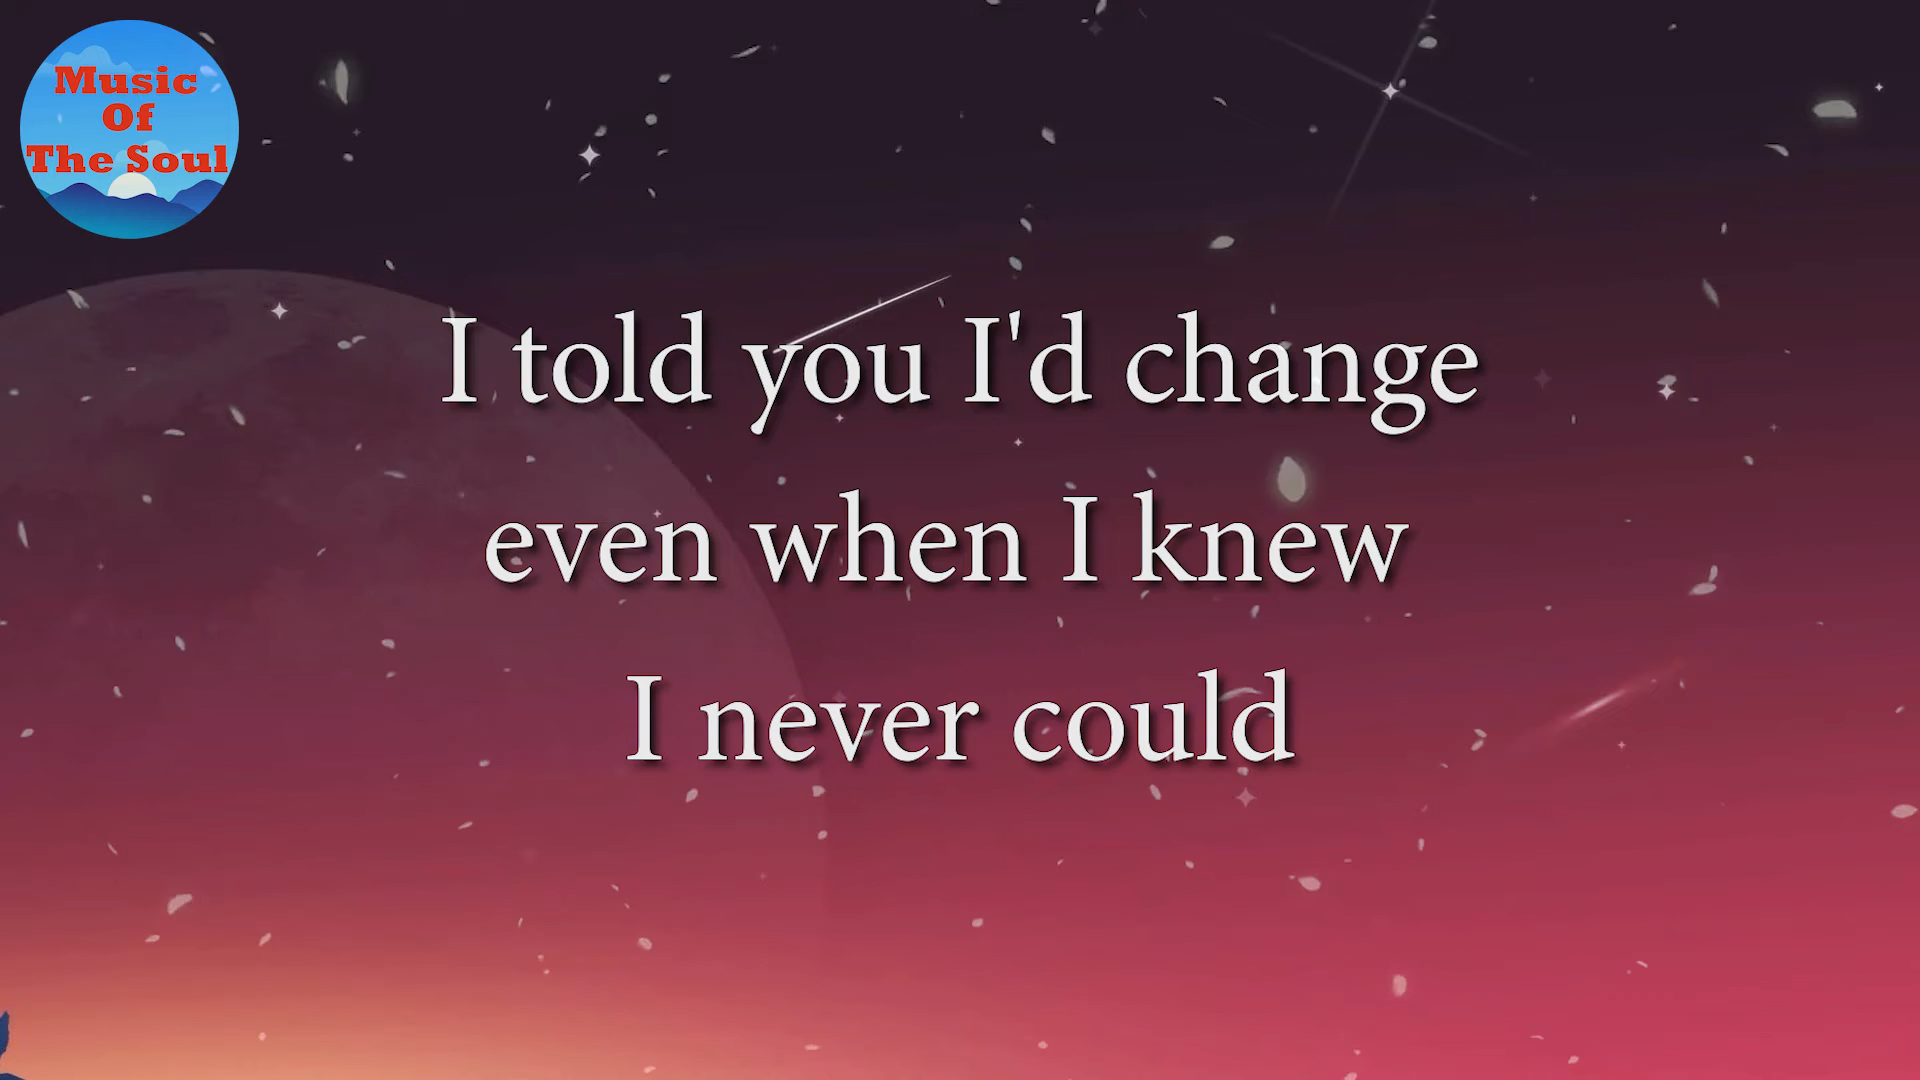 Music
Of
The Soul
I told you I'd change
even when I knew
I never could